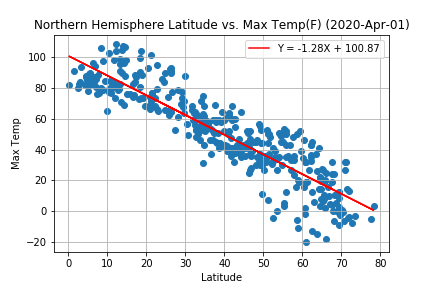 Northern Hemisphere Latitude vs. Max Temp(F) (2020-Apr-01)
Y = -1.28X + 100.87
Max Temp
100
80
60
40
20
0
−20
0 10 20 30 40 50 60 70 80
Latitude